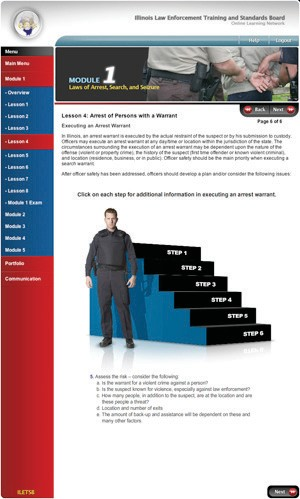 Illinois Law Enforcement Training and Standards Board
Online Learning Network
Help
Logout
Menu
Main Menu
Module 1
- Overview
- Lesson 1
- Lesson 2
- Lesson 3
- Lesson 4
- Lesson 5
- Lesson 6
- Lesson 7
- Lesson 8
- Module 1 Exam
Module 2
Module 3
Module 4
Module 5
Portfolio
Communication
ILETSB
MODULE 1
Laws of Arrest, Search, and Seizure
Back
Next
Lesson 4: Arrest of Persons with a Warrant
Page 6 of 6
Executing an Arrest Warrant
In Illinois, an arrest warrant is executed by the actual restraint of the suspect or by his submission to custody.
Officers may execute an arrest warrant at any daytime or location within the jurisdiction of the state. The
circumstances surrounding the execution of an arrest warrant may be dependent upon the nature of the
offense (violent or property crime), the history of the suspect (first time offender or known violent criminal),
and location (residence, business, or in public). Officer safety should be the main priority when executing a
search warrant.
After officer safety has been addressed, officers should develop a plan and/or consider the following issues:
Click on each step for additional information in executing an arrest warrant.
STEP 1
STEP 2
STEP 3
STEP 4
STEP 5
STEP 6
5. Assess the risk – consider the following:
a. Is the warrant for a violent crime against a person?
b. Is the suspect known for violence, especially against law enforcement?
c. How many people, in addition to the suspect, are at the location and are
these people a threat?
d. Location and number of exits
e. The amount of back-up and assistance will be dependent on these and
many other factors.
Next